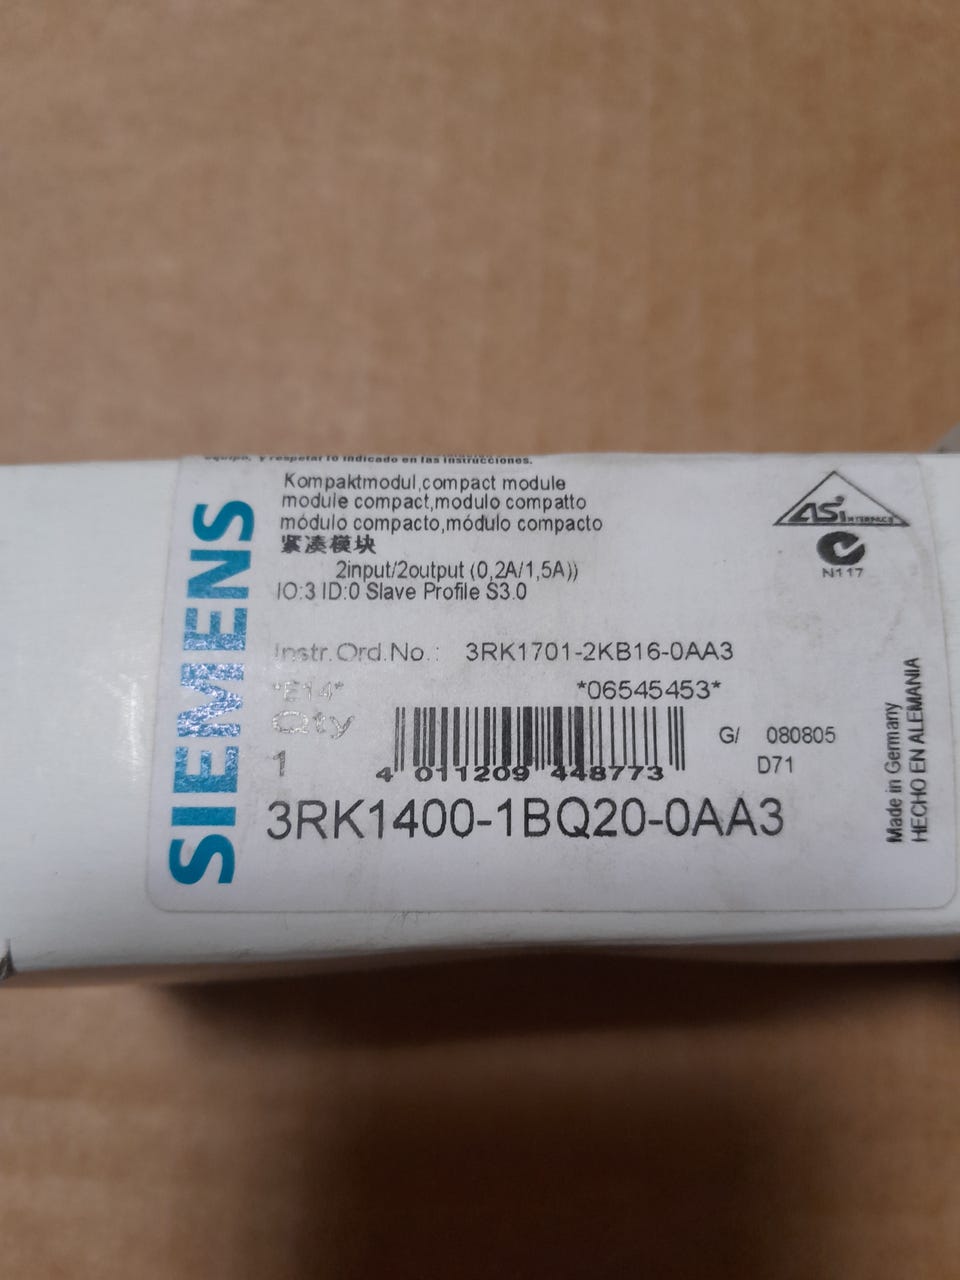 equipo, y respetar lo indicado en las instrucciones.
Kompaktmodul,compact module
module compact,modulo compatto
módulo compacto,módulo compacto
紧凑模块
2input/2output (0,2A/1,5A))
IO:3 ID:0 Slave Profile S3.0
Instr.Ord.No.: 3RK1701-2KB16-0AA3
*E14* *06545453*
Qty
1
4 011209 448773
G/ 080805
D71
3RK1400-1BQ20-0AA3
SIEMENS
ASi INTERFACE
N117
Made in Germany
HECHO EN ALEMANIA